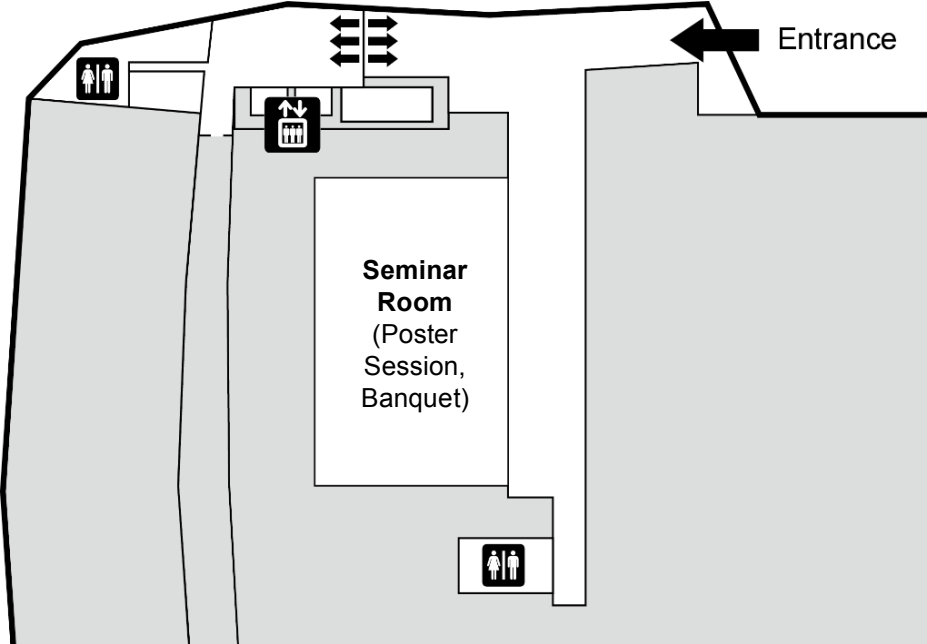 Entrance
Seminar
Room
(Poster
Session,
Banquet)